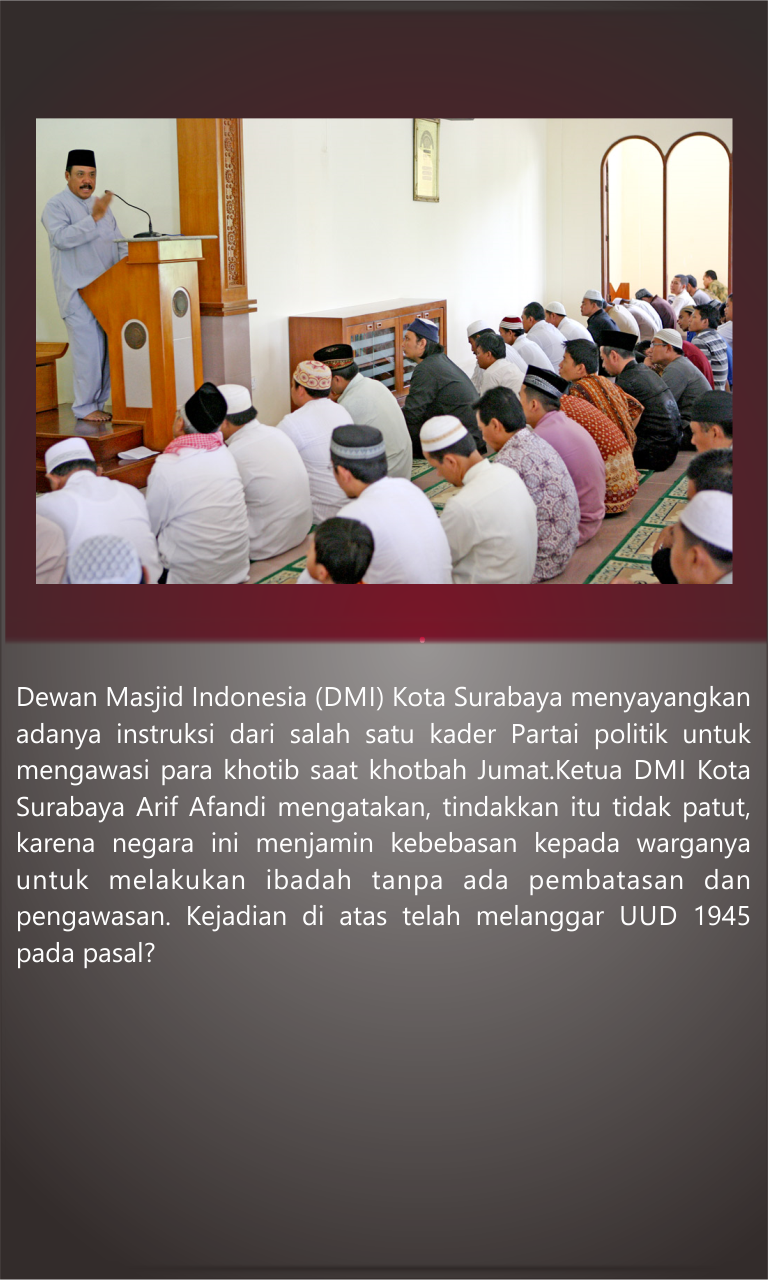 Dewan Masjid Indonesia (DMI) Kota Surabaya menyayangkan
adanya instruksi dari salah satu kader Partai politik untuk
mengawasi para khotib saat khotbah Jumat.Ketua DMI Kota
Surabaya Arif Afandi mengatakan, tindakkan itu tidak patut,
karena negara ini menjamin kebebasan kepada warganya
untuk melakukan ibadah tanpa ada pembatasan dan
pengawasan. Kejadian di atas telah melanggar UUD 1945
pada pasal?